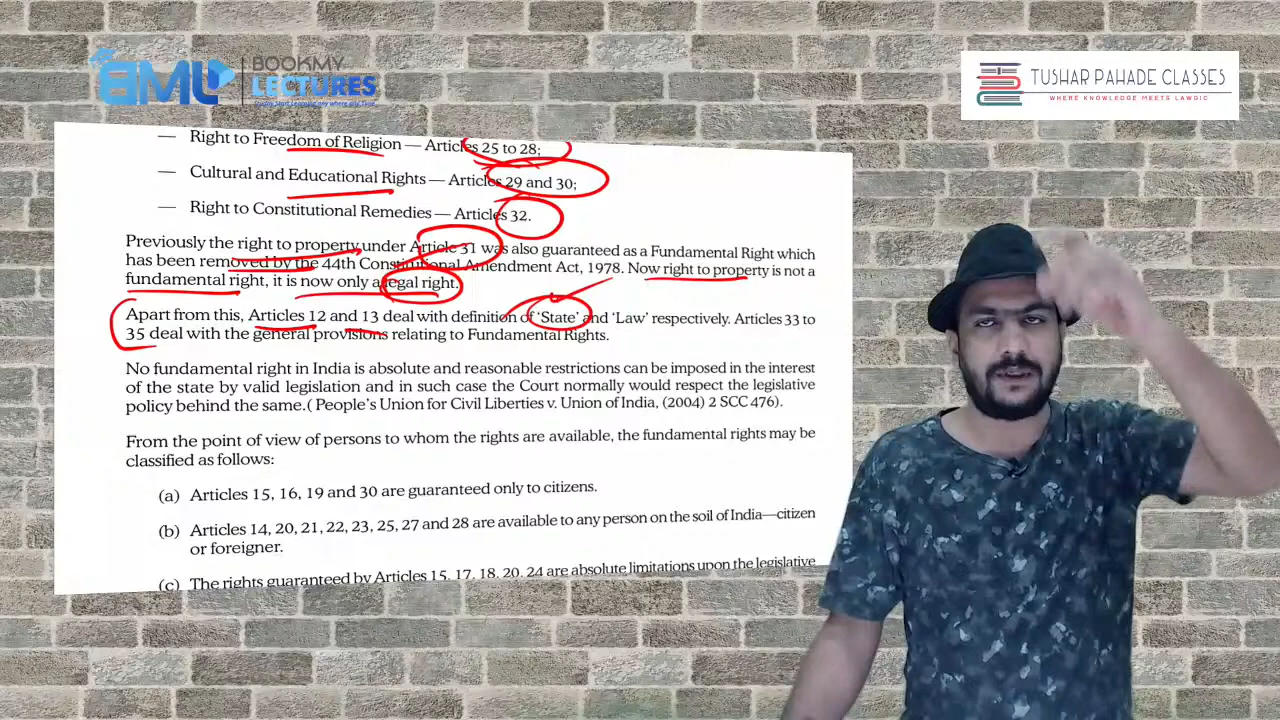 BML
BOOKMY
LECTURES
TUSHAR PAHADE CLASSES
WHERE KNOWLEDGE MEETS LAWGIC
— Right to Freedom of Religion — Articles 25 to 28;
— Cultural and Educational Rights — Articles 29 and 30;
— Right to Constitutional Remedies — Articles 32.
Previously the right to property under Article 31 was also guaranteed as a Fundamental Right which
has been removed by the 44th Constitutional Amendment Act, 1978. Now right to property is not a
fundamental right, it is now only a legal right.
Apart from this, Articles 12 and 13 deal with definition of ‘State’ and ‘Law’ respectively. Articles 33 to
35 deal with the general provisions relating to Fundamental Rights.
No fundamental right in India is absolute and reasonable restrictions can be imposed in the interest
of the state by valid legislation and in such case the Court normally would respect the legislative
policy behind the same.( People’s Union for Civil Liberties v. Union of India, (2004) 2 SCC 476).
From the point of view of persons to whom the rights are available, the fundamental rights may be
classified as follows:
(a) Articles 15, 16, 19 and 30 are guaranteed only to citizens.
(b) Articles 14, 20, 21, 22, 23, 25, 27 and 28 are available to any person on the soil of India—citizen
or foreigner.
(c) The rights guaranteed by Articles 15, 17, 18, 20, 24 are absolute limitations upon the legislative